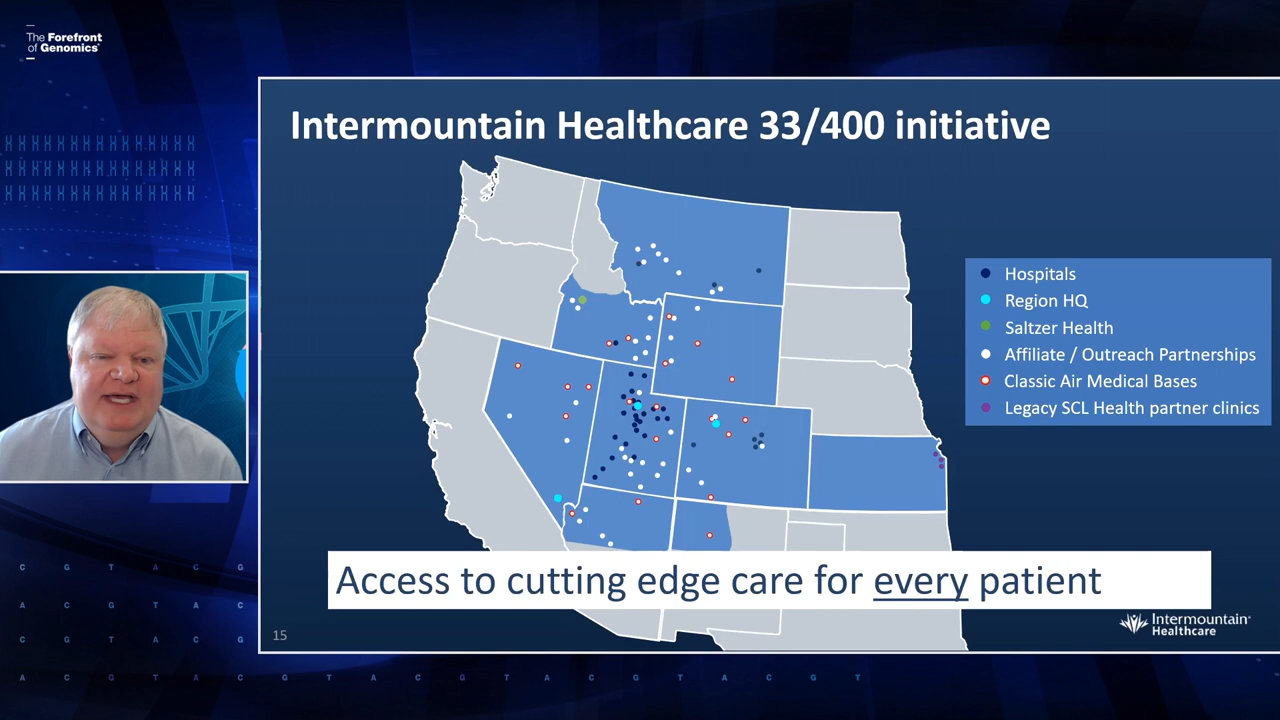 The Forefront
of Genomics®
Intermountain Healthcare 33/400 initiative
Hospitals
Region HQ
Saltzer Health
Affiliate / Outreach Partnerships
Classic Air Medical Bases
Legacy SCL Health partner clinics
Access to cutting edge care for every patient
15
Intermountain®
Healthcare
C G T A C G
A C G T A C
C G T A C G
A C G T A C G T A C G T A C G T